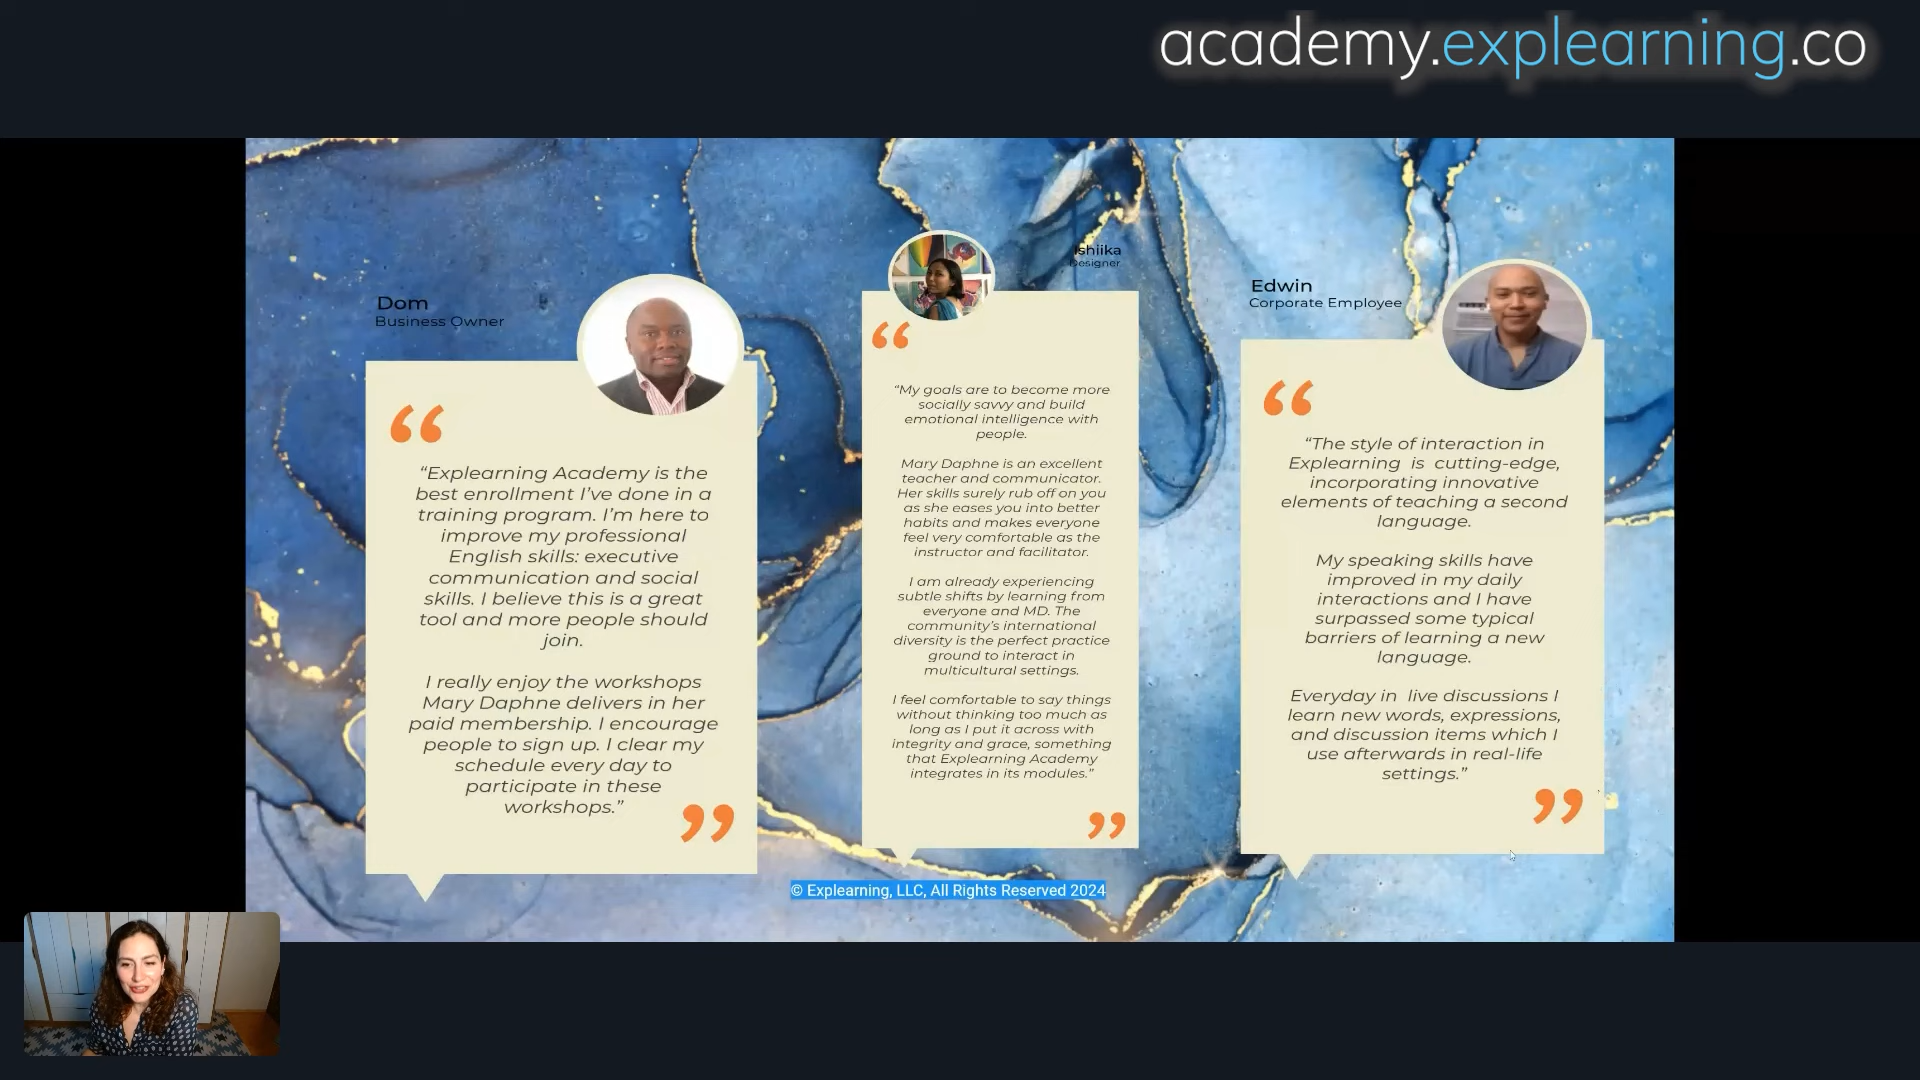 academy.explearning.co
Dom
Business Owner
“Explearning Academy is the
best enrollment I’ve done in a
training program. I’m here to
improve my professional
English skills: executive
communication and social
skills. I believe this is a great
tool and more people should
join.
I really enjoy the workshops
Mary Daphne delivers in her
paid membership. I encourage
people to sign up. I clear my
schedule every day to
participate in these
workshops.”
Ishiika
Designer
“My goals are to become more
socially savvy and build
emotional intelligence with
people.
Mary Daphne is an excellent
teacher and communicator.
Her skills surely rub off on you
as she eases you into better
habits and makes everyone
feel very comfortable as the
instructor and facilitator.
I am already experiencing
subtle shifts by learning from
everyone and MD. The
community’s international
diversity is the perfect practice
ground to interact in
multicultural settings.
I feel comfortable to say things
without thinking too much as
long as I put it across with
integrity and grace, something
that Explearning Academy
integrates in its modules.”
Edwin
Corporate Employee
“The style of interaction in
Explearning is cutting-edge,
incorporating innovative
elements of teaching a second
language.
My speaking skills have
improved in my daily
interactions and I have
surpassed some typical
barriers of learning a new
language.
Everyday in live discussions I
learn new words, expressions,
and discussion items which I
use afterwards in real-life
settings.”
© Explearning, LLC, All Rights Reserved 2024